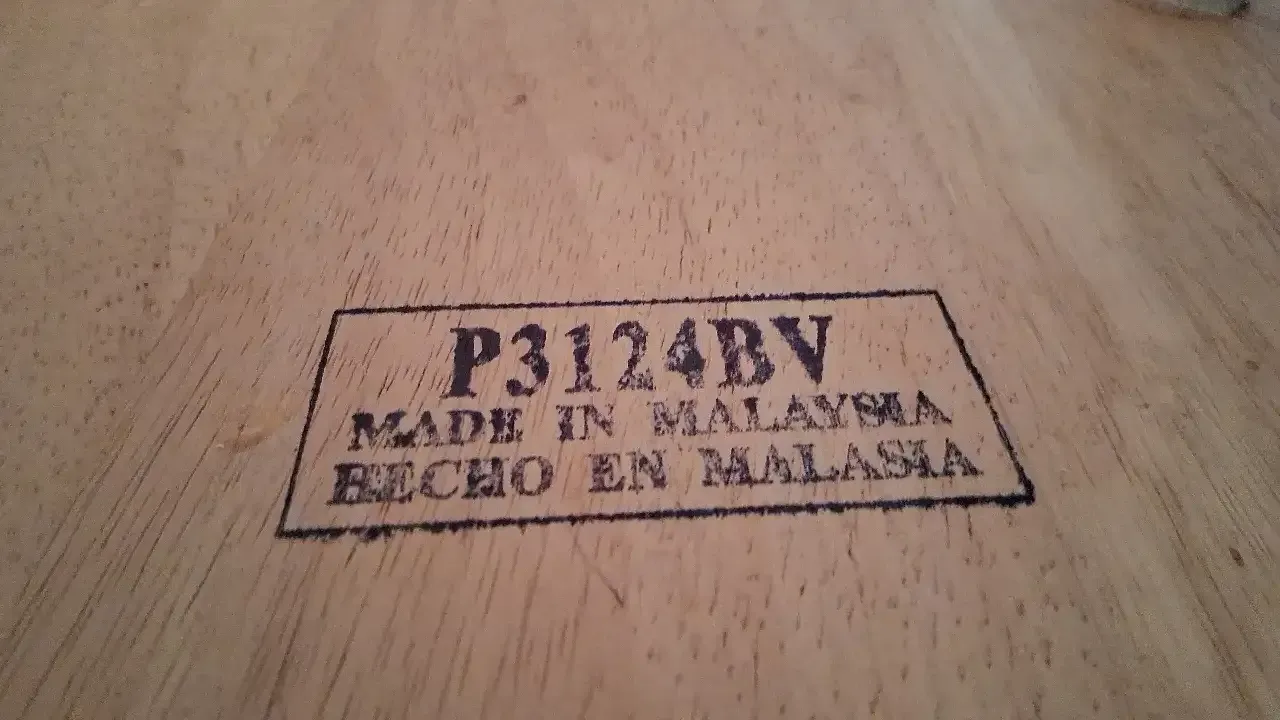 P3124BV
MADE IN MALAYSIA
HECHO EN MALASIA